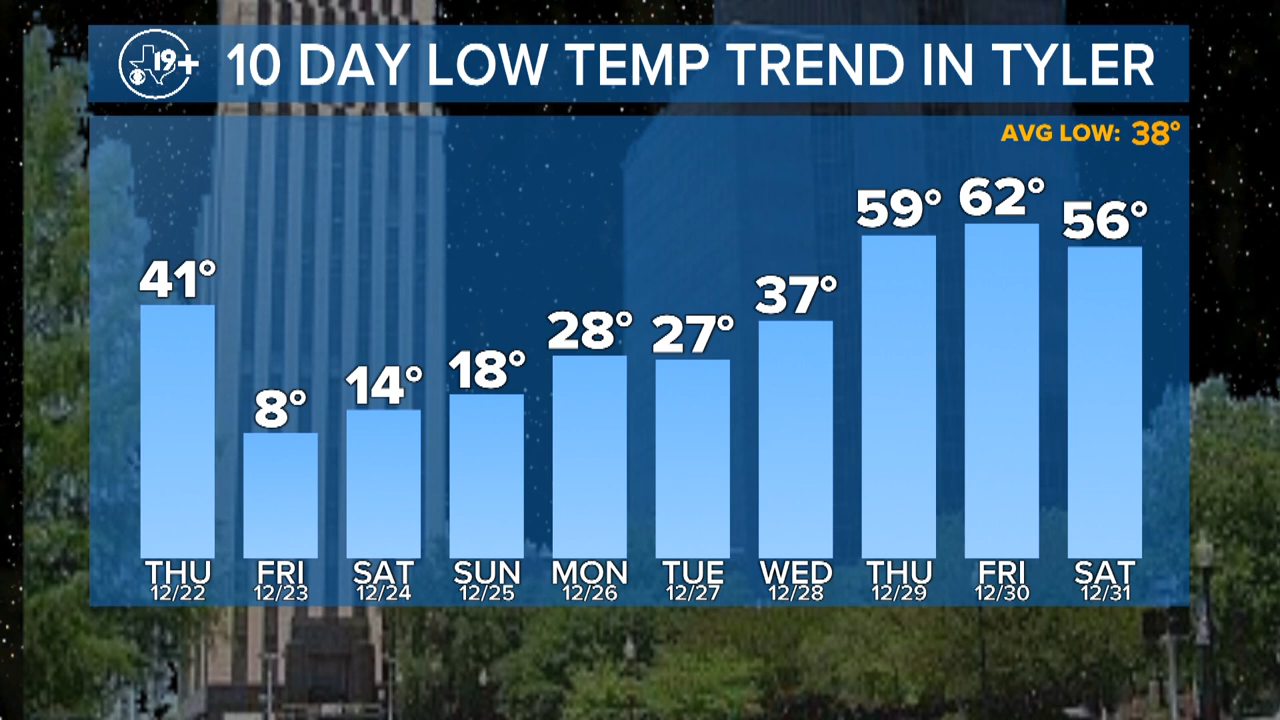 19+
10 DAY LOW TEMP TREND IN TYLER
AVG LOW: 38°
41° 8° 14° 18° 28° 27° 37° 59° 62° 56°
THU FRI SAT SUN MON TUE WED THU FRI SAT
12/22 12/23 12/24 12/25 12/26 12/27 12/28 12/29 12/30 12/31